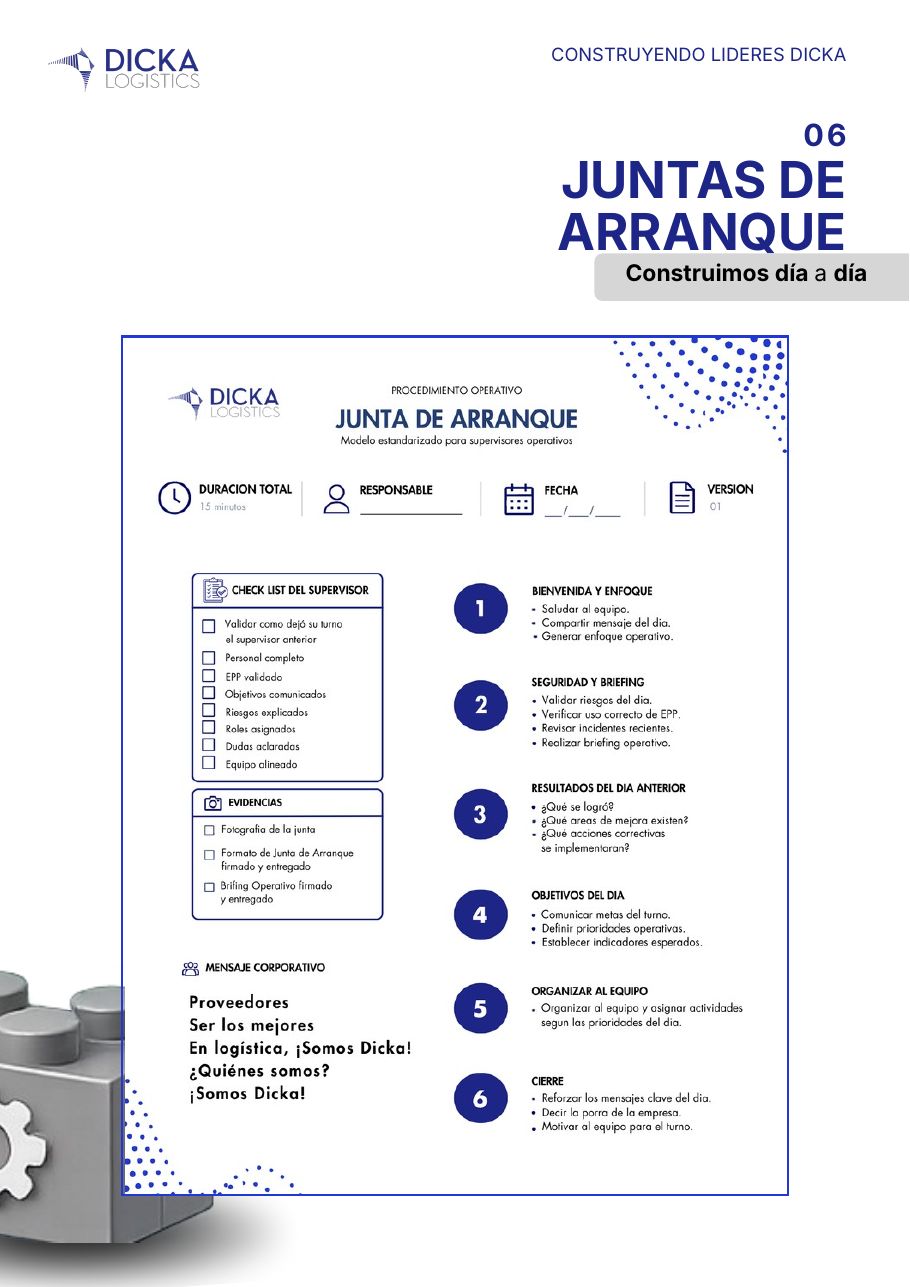 DICKA
LOGISTICS
CONSTRUYENDO LIDERES DICKA
06
JUNTAS DE
ARRANQUE
Construimos día a día
DICKA
LOGISTICS
PROCEDIMIENTO OPERATIVO
JUNTA DE ARRANQUE
Modelo estandarizado para supervisores operativos
DURACION TOTAL
15 minutos
RESPONSABLE
FECHA
___/___/____
VERSION
01
CHECK LIST DEL SUPERVISOR
Validar como dejó su turno
el supervisor anterior
Personal completo
EPP validado
Objetivos comunicados
Riesgos explicados
Roles asignados
Dudas aclaradas
Equipo alineado
EVIDENCIAS
Fotografia de la junta
Formato de Junta de Arranque
firmado y entregado
Brifing Operativo firmado
y entregado
MENSAJE CORPORATIVO
Proveedores
Ser los mejores
En logística, ¡Somos Dicka!
¿Quiénes somos?
¡Somos Dicka!
1
BIENVENIDA Y ENFOQUE
• Saludar al equipo.
• Compartir mensaje del dia.
• Generar enfoque operativo.
2
SEGURIDAD Y BRIEFING
• Validar riesgos del dia.
• Verificar uso correcto de EPP.
• Revisar incidentes recientes.
• Realizar briefing operativo.
3
RESULTADOS DEL DIA ANTERIOR
• ¿Qué se logró?
• ¿Qué areas de mejora existen?
• ¿Qué acciones correctivas
se implementaran?
4
OBJETIVOS DEL DIA
• Comunicar metas del turno.
• Definir prioridades operativas.
• Establecer indicadores esperados.
5
ORGANIZAR AL EQUIPO
• Organizar al equipo y asignar actividades
segun las prioridades del dia.
6
CIERRE
• Reforzar los mensajes clave del dia.
• Decir la porra de la empresa.
• Motivar al equipo para el turno.